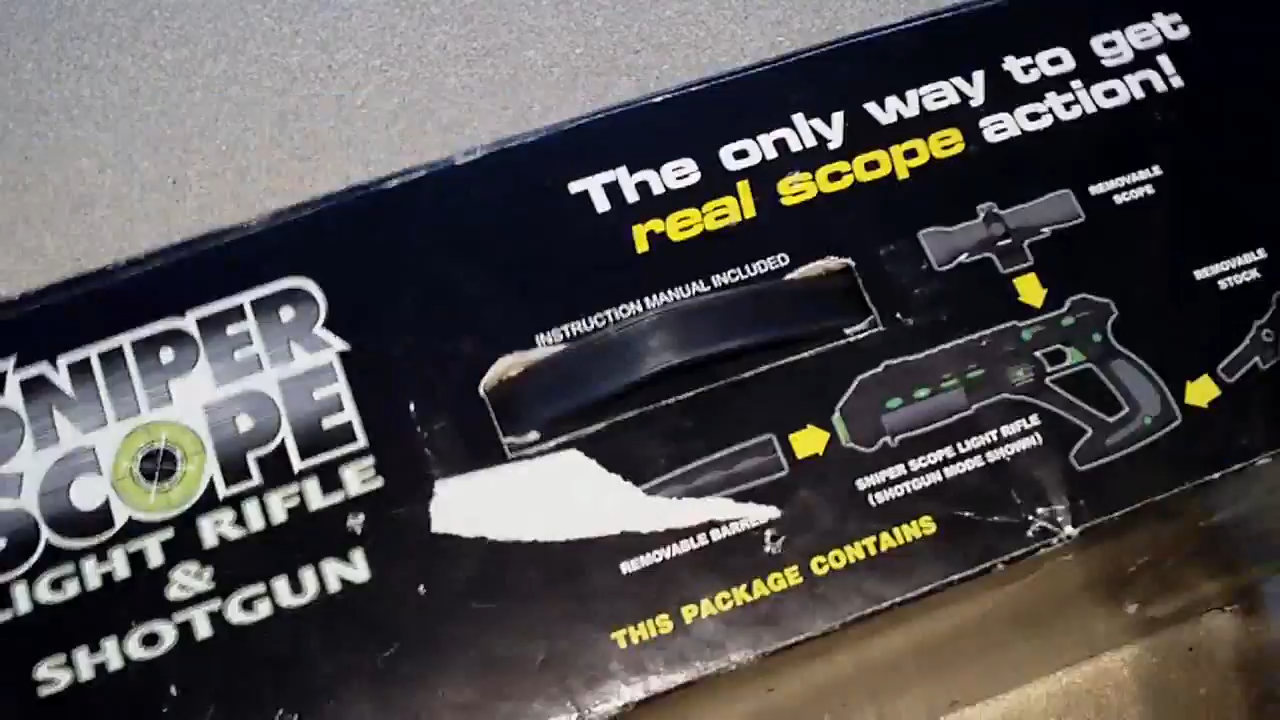 The only way to get
real scope action!
REMOVABLE
SCOPE
REMOVABLE
STOCK
INSTRUCTION MANUAL INCLUDED
SNIPER
SCOPE
LIGHT RIFLE
&
SHOTGUN
SNIPER SCOPE LIGHT RIFLE
(SHOTGUN MODE SHOWN)
REMOVABLE BARREL
THIS PACKAGE CONTAINS